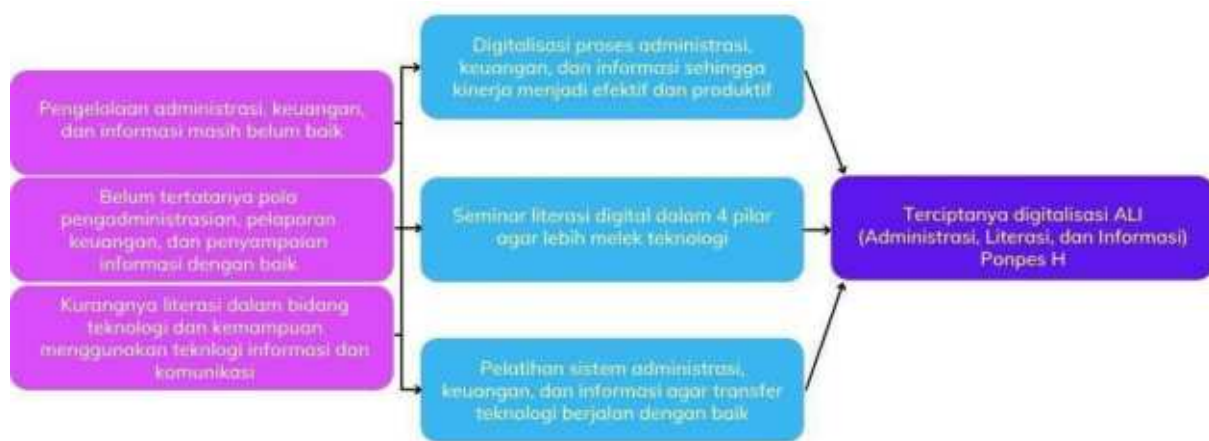 Pengelolaan administrasi, keuangan,
dan informasi masih belum baik
Belum tertatanya pola
pengadministrasian, pelaporan
keuangan, dan penyampaian
informasi dengan baik
Kurangnya literasi dalam bidang
teknologi dan kemampuan
menggunakan teknlogi informasi dan
komunikasi
Digitalisasi proses administrasi,
keuangan, dan informasi sehingga
kinerja menjadi efektif dan produktif
Seminar literasi digital dalam 4 pilar
agar lebih melek teknologi
Pelatihan sistem administrasi,
keuangan, dan informasi agar transfer
teknologi berjalan dengan baik
Terciptanya digitalisasi ALI
(Administrasi, Literasi, dan Informasi)
Ponpes H